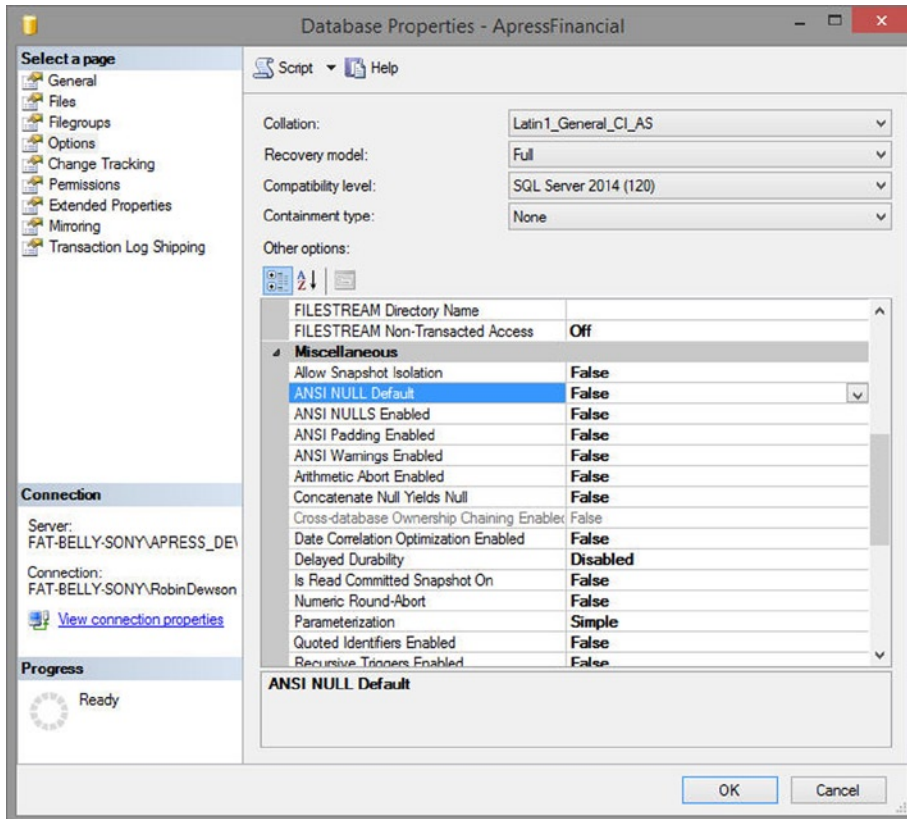 Database Properties - ApressFinancial
Select a page
General
Files
Filegroups
Options
Change Tracking
Permissions
Extended Properties
Mirroring
Transaction Log Shipping
Connection
Server:
FAT-BELLY-SONY\APRESS_DEV
Connection:
FAT-BELLY-SONY\RobinDewson
View connection properties
Progress
Ready
Script Help
Collation: Latin1_General_CI_AS
Recovery model: Full
Compatibility level: SQL Server 2014 (120)
Containment type: None
Other options:
FILESTREAM Directory Name
FILESTREAM Non-Transacted Access Off
Miscellaneous
Allow Snapshot Isolation False
ANSI NULL Default False
ANSI NULLS Enabled False
ANSI Padding Enabled False
ANSI Warnings Enabled False
Arithmetic Abort Enabled False
Concatenate Null Yields Null False
Cross-database Ownership Chaining Enabled False
Date Correlation Optimization Enabled False
Delayed Durability Disabled
Is Read Committed Snapshot On False
Numeric Round-Abort False
Parameterization Simple
Quoted Identifiers Enabled False
Recursive Triggers Enabled False
ANSI NULL Default
OK Cancel